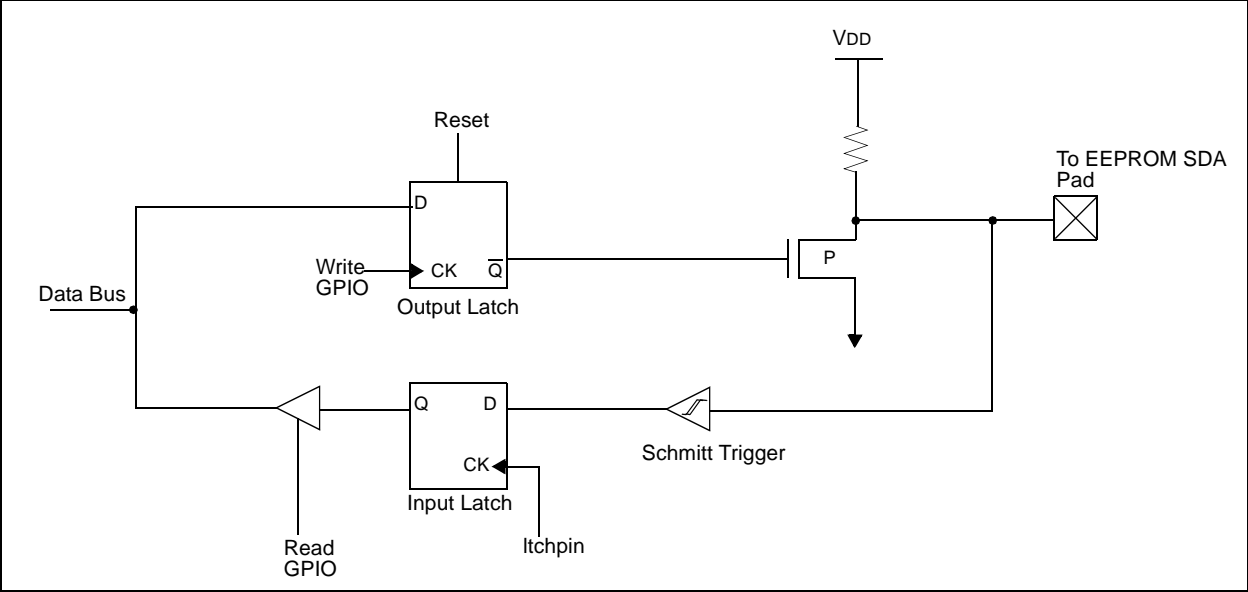 VDD
Reset
To EEPROM SDA
Pad
D
Write
GPIO
CK
Q
P
Data Bus
Output Latch
Q
D
Schmitt Trigger
CK
Input Latch
ltchpin
Read
GPIO